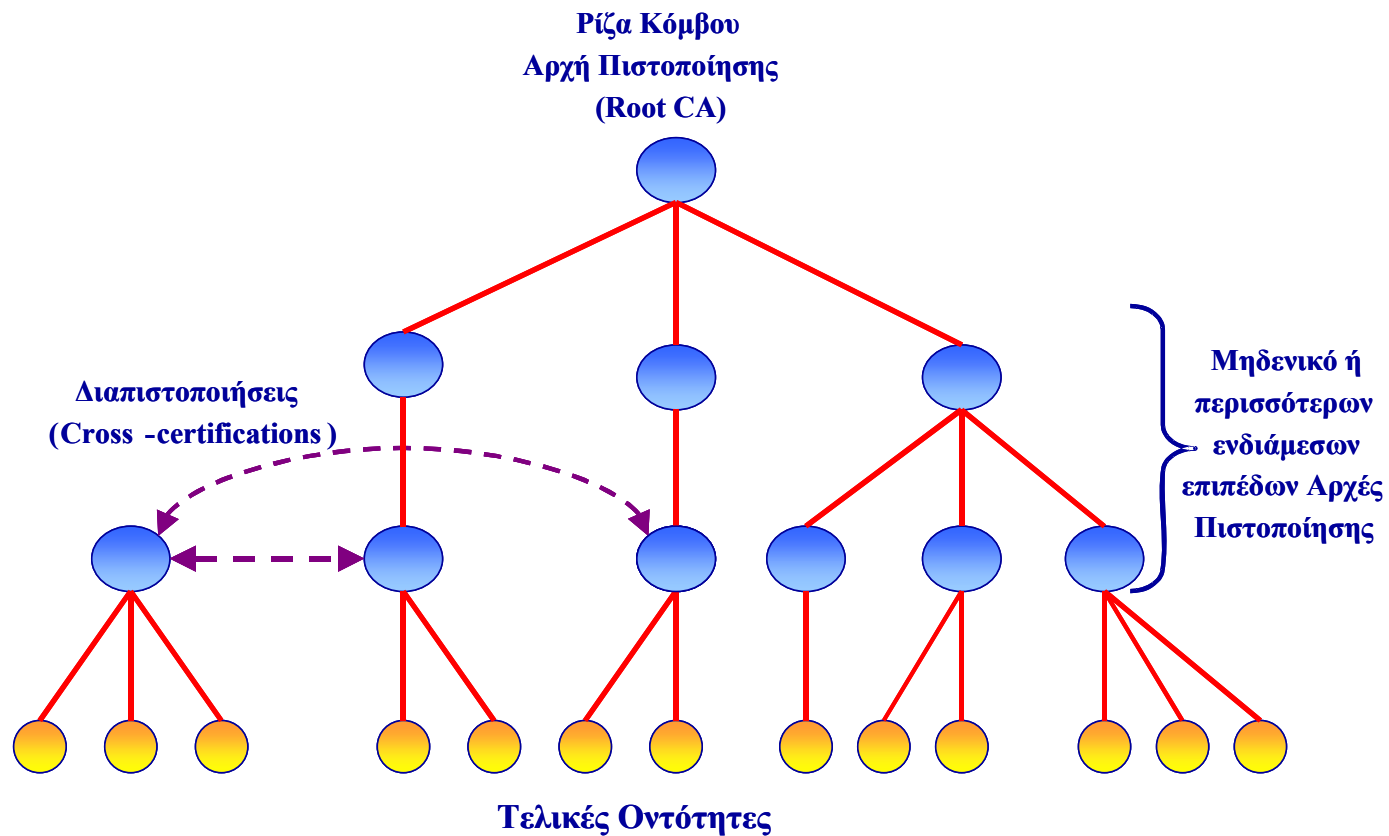 Ρίζα Κόμβου
Αρχή Πιστοποίησης
(Root CA)
Διαπιστοποιήσεις
(Cross -certifications)
Μηδενικό ή
περισσότερων
ενδιάμεσων
επιπέδων Αρχές
Πιστοποίησης
Τελικές Οντότητες